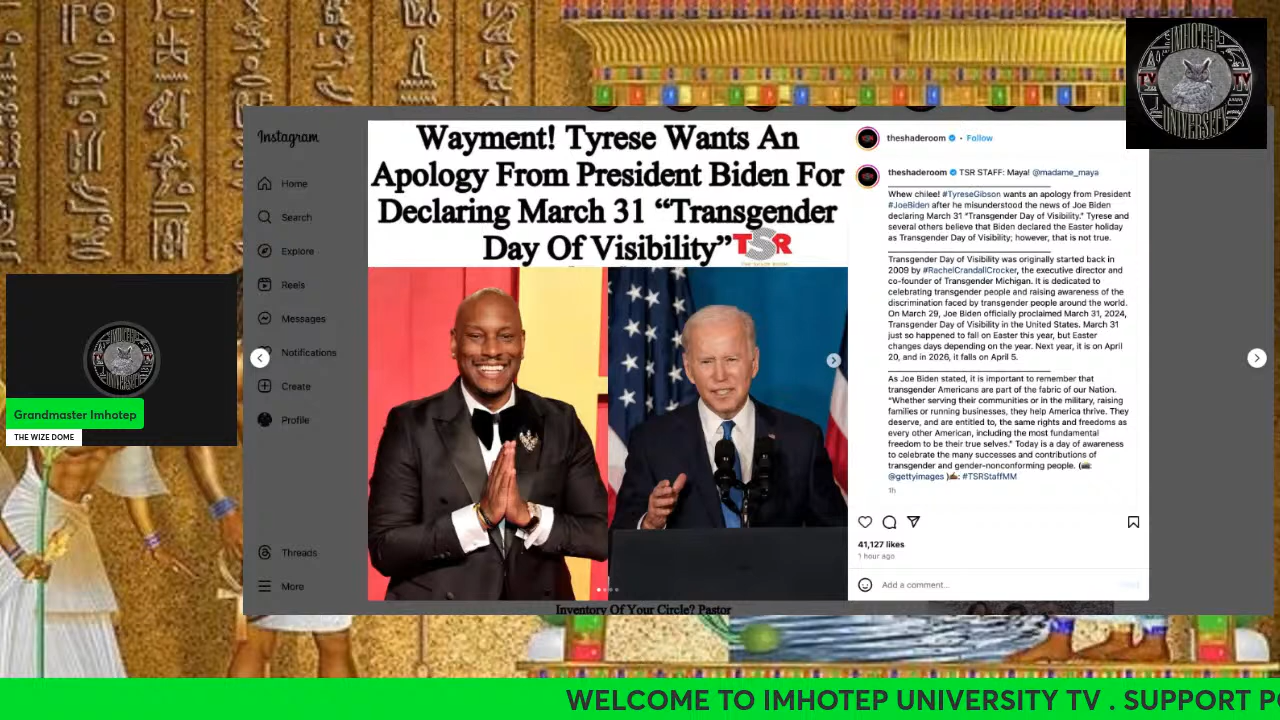 Instagram
Home
Search
Explore
Reels
Messages
Notifications
Create
Profile
Threads
More
Wayment! Tyrese Wants An
Apology From President Biden For
Declaring March 31 “Transgender
Day Of Visibility”
TSR
theshaderoom • Follow
theshaderoom TSR STAFF: Maya! @madame_maya
Whew chilee! #TyreseGibson wants an apology from President
#JoeBiden after he misunderstood the news of Joe Biden
declaring March 31 "Transgender Day of Visibility." Tyrese and
several others believe that Biden declared the Easter holiday
as Transgender Day of Visibility; however, that is not true.
Transgender Day of Visibility was originally started back in
2009 by #RachelCrandallCrocker, the executive director and
co-founder of Transgender Michigan. It is dedicated to
celebrating transgender people and raising awareness of the
discrimination faced by transgender people around the world.
On March 29, Joe Biden officially proclaimed March 31, 2024,
Transgender Day of Visibility in the United States. March 31
just so happened to fall on Easter this year, but Easter
changes days depending on the year. Next year, it is on April
20, and in 2026, it falls on April 5.
As Joe Biden stated, it is important to remember that
transgender Americans are part of the fabric of our Nation.
"Whether serving their communities or in the military, raising
families or running businesses, they help America thrive. They
deserve, and are entitled to, the same rights and freedoms as
every other American, including the most fundamental
freedom to be their true selves." Today is a day of awareness
to celebrate the many successes and contributions of
transgender and gender-nonconforming people. (📸:
@gettyimages )✍🏾: #TSRStaffMM
1h
41,127 likes
1 hour ago
Add a comment...
Inventory Of Your Circle? Pastor
IMHOTEP
TV TV
UNIVERSITY
Grandmaster Imhotep
THE WIZE DOME
WELCOME TO IMHOTEP UNIVERSITY TV . SUPPORT